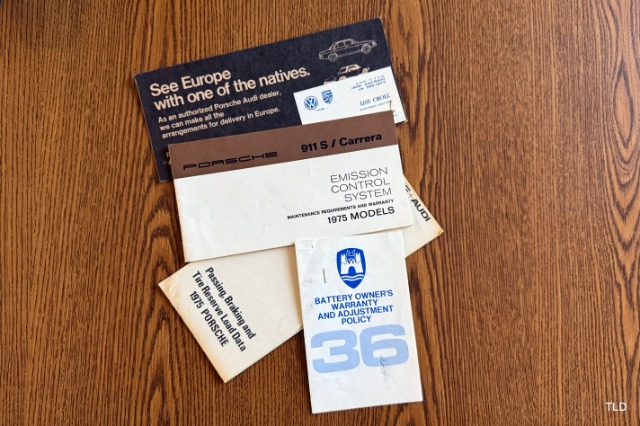 See Europe
with one of the natives.
As an authorized Porsche Audi dealer,
we can make all the
arrangements for delivery in Europe.
PORSCHE
911 S / Carrera
EMISSION
CONTROL
SYSTEM
MAINTENANCE REQUIREMENTS AND WARRANTY
1975 MODELS
AUDI
Passing, Braking and
Tire Reserve Load Data
1975 PORSCHE
BATTERY OWNER'S
WARRANTY
AND ADJUSTMENT
POLICY
36
TLD